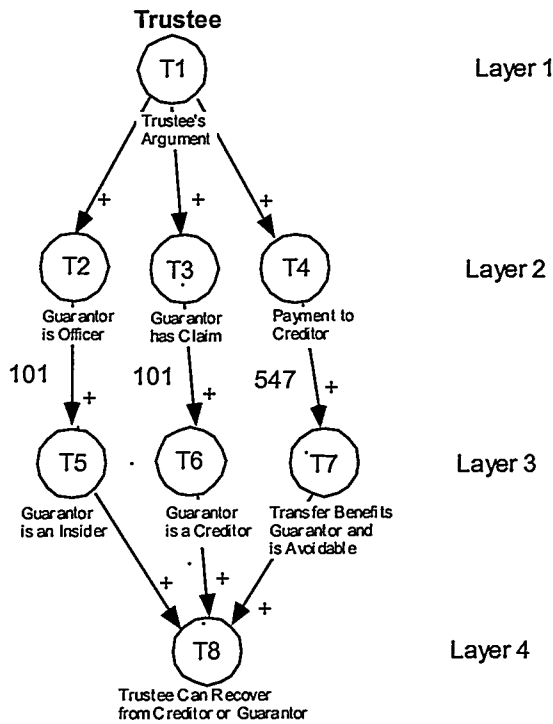 Trustee
T1
Layer 1
Trustee's
Argument
+
+
+
T2
T3
T4
Layer 2
Guarantor
is Officer
Guarantor
has Claim
Payment to
Creditor
101
101
547
+
+
+
T5
T6
T7
Layer 3
Guarantor
is an Insider
Guarantor
is a Creditor
Transfer Benefits
Guarantor and
is Avoidable
+
+
+
T8
Layer 4
Trustee Can Recover
from Creditor or Guarantor